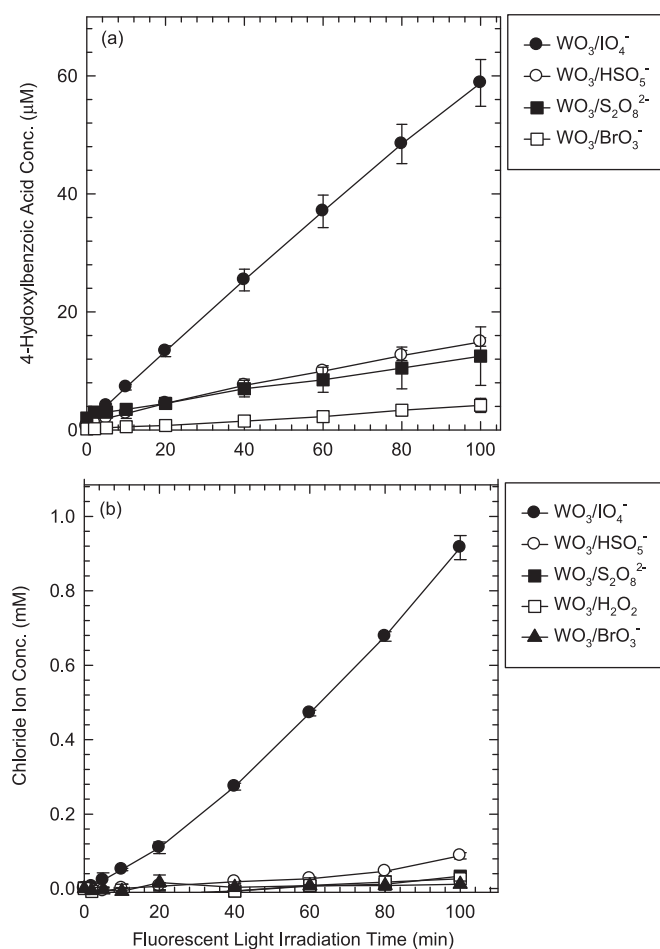 (a)
WO₃/IO₄⁻
WO₃/HSO₅⁻
WO₃/S₂O₈²⁻
WO₃/BrO₃⁻
4-Hydoxylbenzoic Acid Conc. (μM)
60
40
20
0
0 20 40 60 80 100
(b)
WO₃/IO₄⁻
WO₃/HSO₅⁻
WO₃/S₂O₈²⁻
WO₃/H₂O₂
WO₃/BrO₃⁻
Chloride Ion Conc. (mM)
1.0
0.8
0.6
0.4
0.2
0.0
0 20 40 60 80 100
Fluorescent Light Irradiation Time (min)